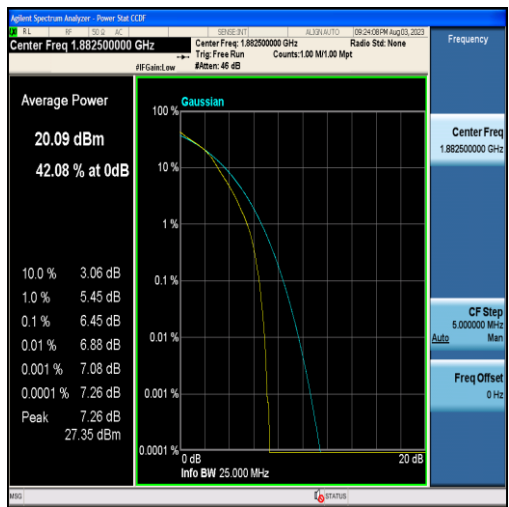 Agilent Spectrum Analyzer - Power Stat CCDF
RL RF 50 Ω AC SENSE:INT ALIGN AUTO 09:24:08 PM Aug 03, 2023
Center Freq 1.882500000 GHz
Center Freq: 1.882500000 GHz Radio Std: None
Trig: Free Run Counts:1.00 M/1.00 Mpt
#IFGain:Low #Atten: 46 dB
Frequency
Average Power
20.09 dBm
42.08 % at 0dB
10.0 % 3.06 dB
1.0 % 5.45 dB
0.1 % 6.45 dB
0.01 % 6.88 dB
0.001 % 7.08 dB
0.0001 % 7.26 dB
Peak 7.26 dB
27.35 dBm
Gaussian
100 %
10 %
1 %
0.1 %
0.01 %
0.001 %
0.0001 %
0 dB 20 dB
Info BW 25.000 MHz
Center Freq
1.882500000 GHz
CF Step
5.000000 MHz
Auto Man
Freq Offset
0 Hz
MSG STATUS